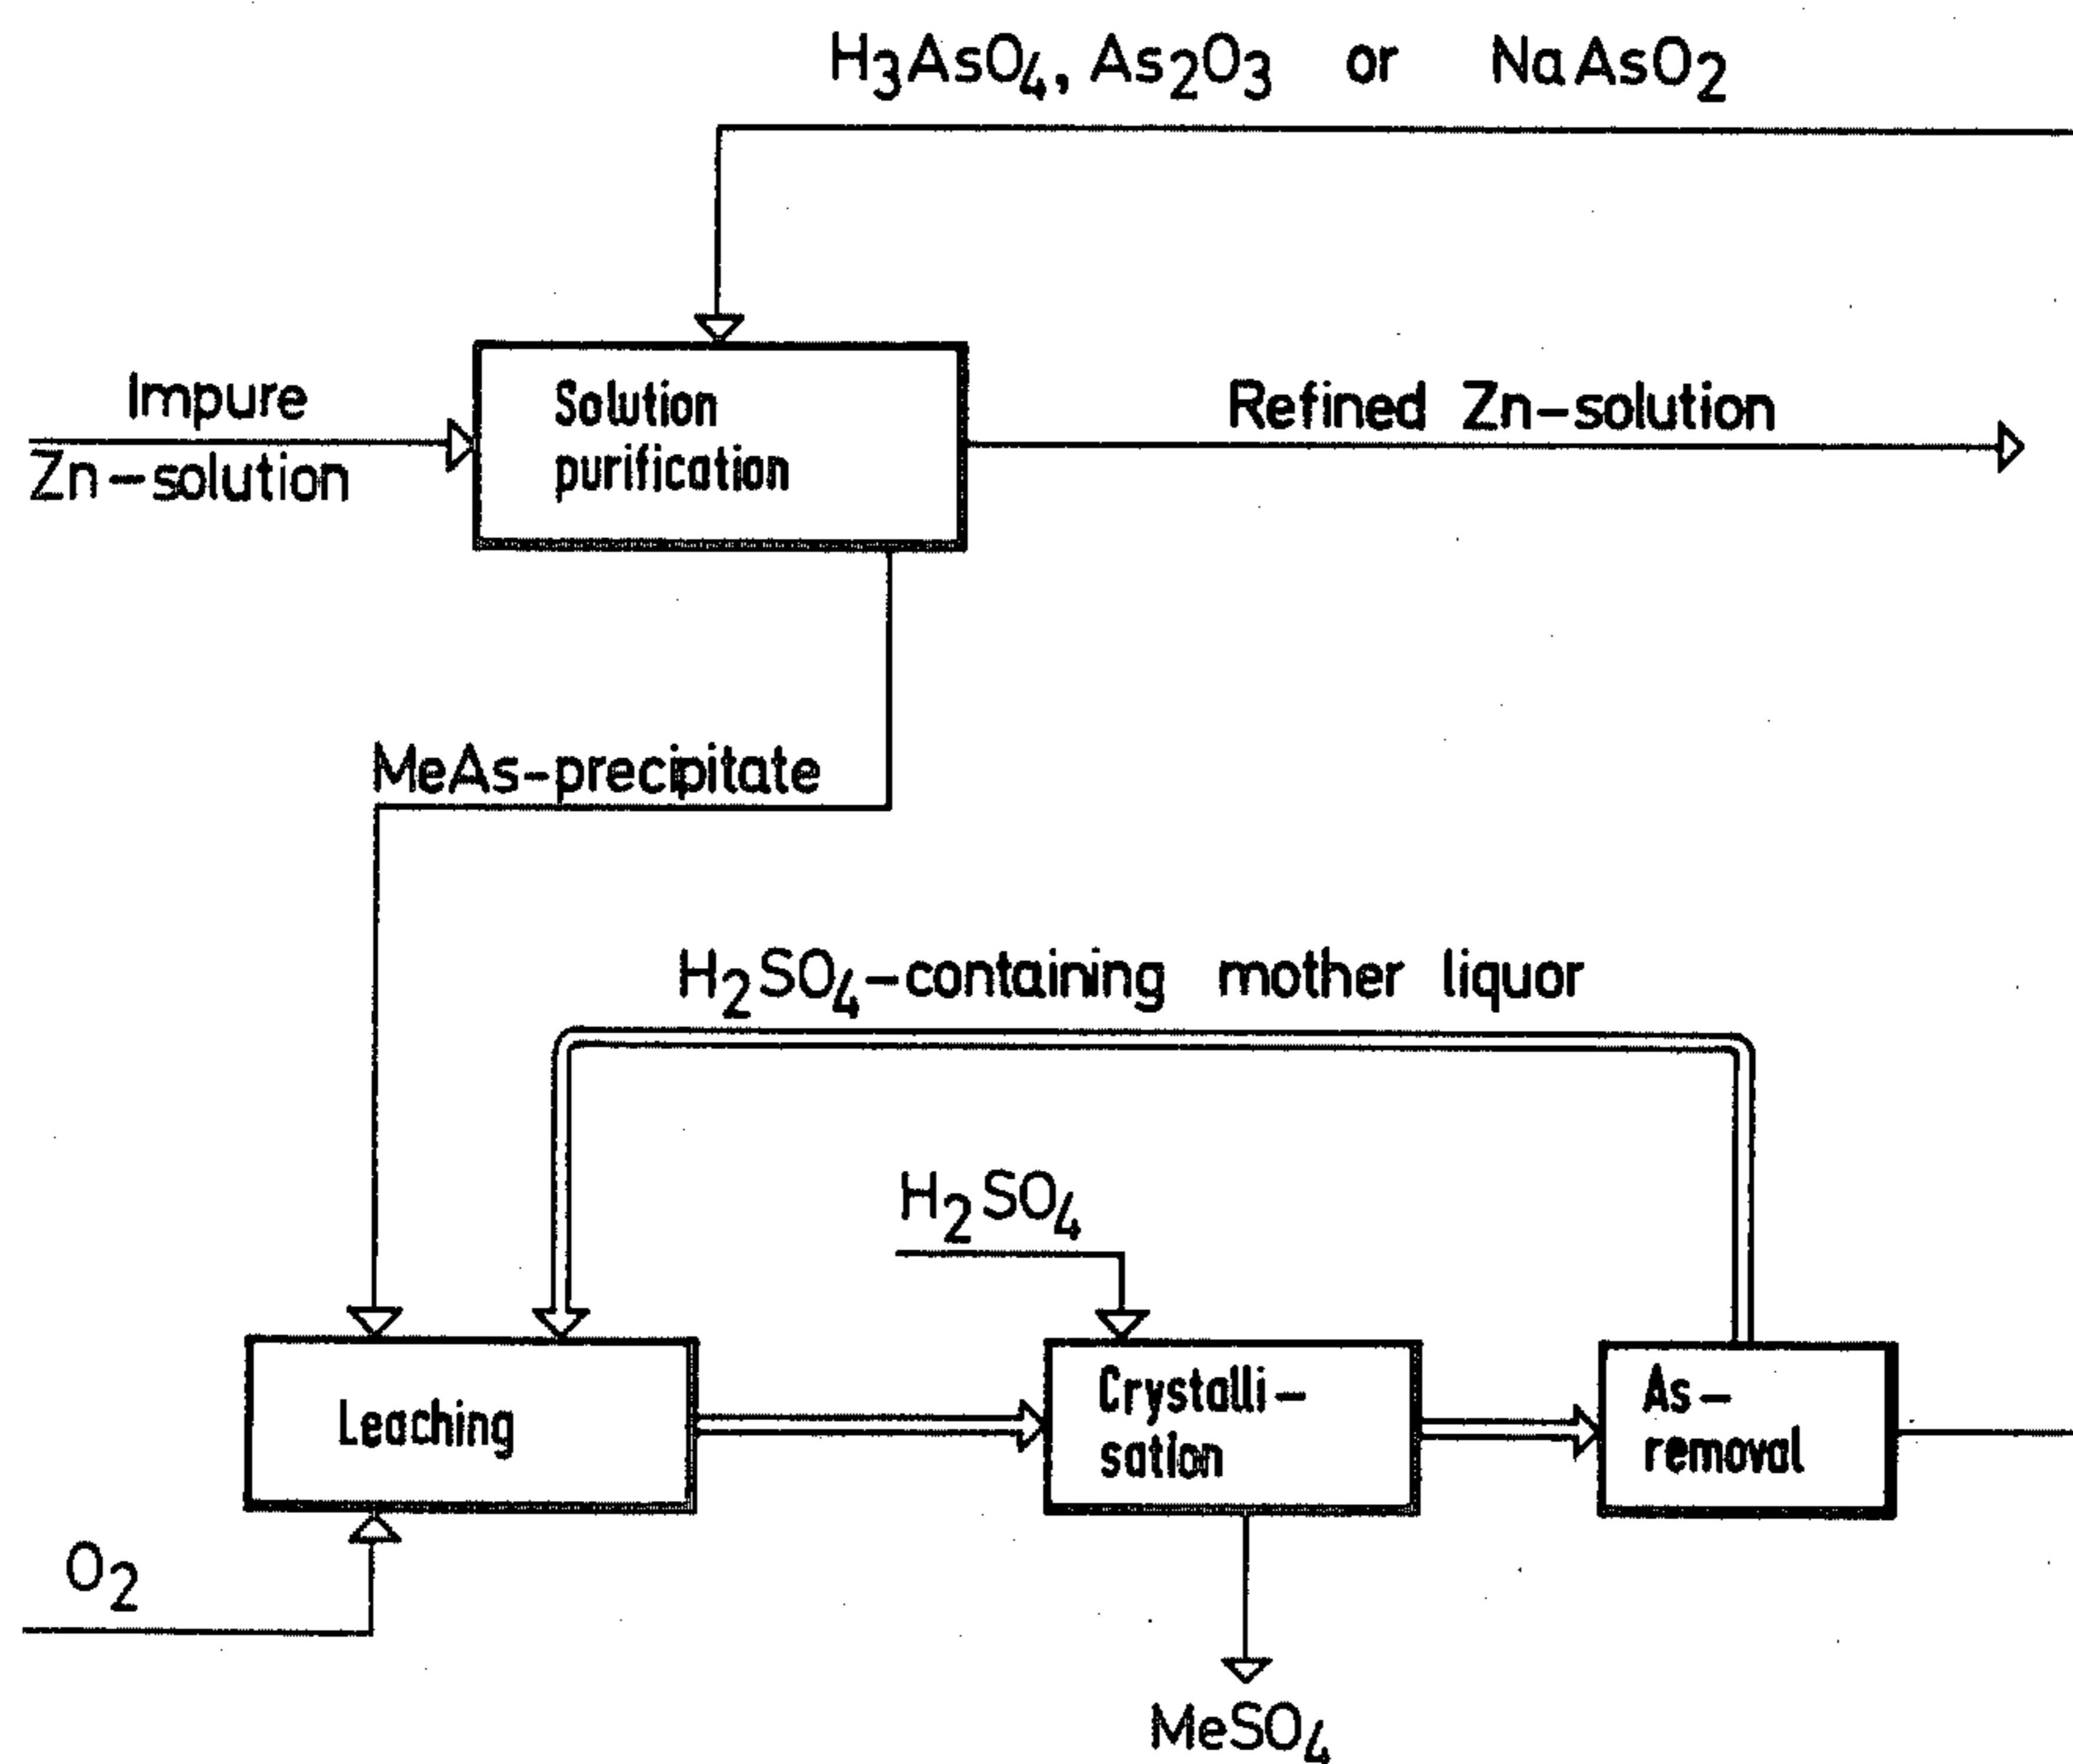 H₃AsO₄, As₂O₃ or NaAsO₂
Impure
Zn-solution
Solution
purification
Refined Zn-solution
MeAs-precipitate
H₂SO₄-containing mother liquor
H₂SO₄
Leaching
Crystalli-
sation
As-
removal
O₂
MeSO₄